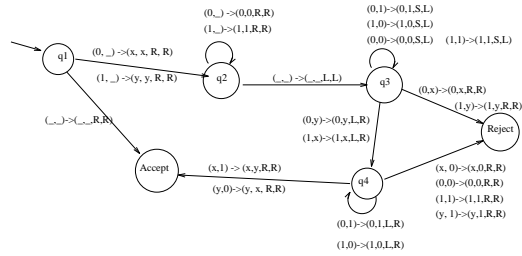 (0,_) ->(0,0,R,R)
(1,_)->(1,1,R,R)
(0,1)->(0,1,S,L)
(1,0)->(1,0,S,L)
(0,0)->(0,0,S,L)
(1,1)->(1,1,S,L)
q1
(0, _) ->(x, x, R, R)
(1, _)->(y, y, R, R)
q2
(_,_) ->(_,_,L,L)
q3
(0,x)->(0,x,R,R)
(1,y)->(1,y,R,R)
(_,_)->(_,_,R,R)
(0,y)->(0,y,L,R)
(1,x)->(1,x,L,R)
Reject
Accept
(x,1) ->(x,y,R,R)
(y,0)->(y, x, R,R)
q4
(x, 0)->(x,0,R,R)
(0,0)->(0,0,R,R)
(1,1)->(1,1,R,R)
(y, 1)->(y,1,R,R)
(0,1)->(0,1,L,R)
(1,0)->(1,0,L,R)